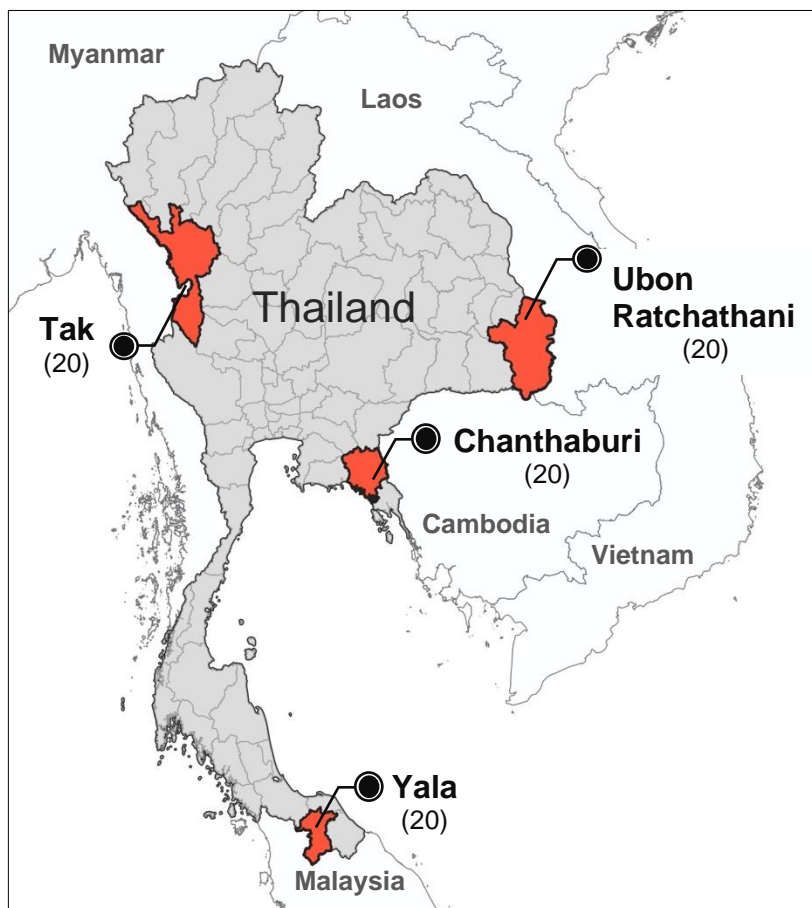 Myanmar
Laos
Thailand
Ubon
Ratchathani
(20)
Tak
(20)
Chanthaburi
(20)
Cambodia
Vietnam
Yala
(20)
Malaysia